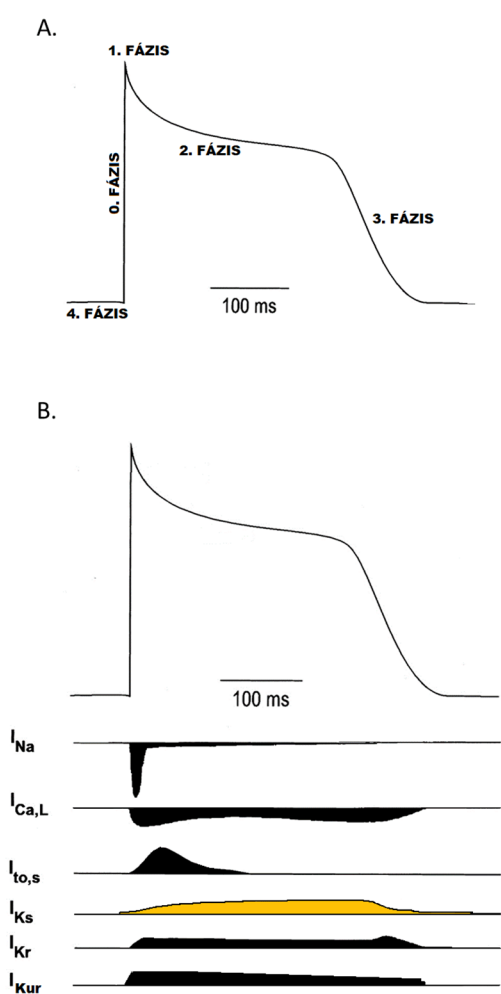 A.
1. FÁZIS
0. FÁZIS
2. FÁZIS
3. FÁZIS
100 ms
4. FÁZIS
B.
100 ms
INa
ICa,L
Ito,s
IKs
IKr
IKur